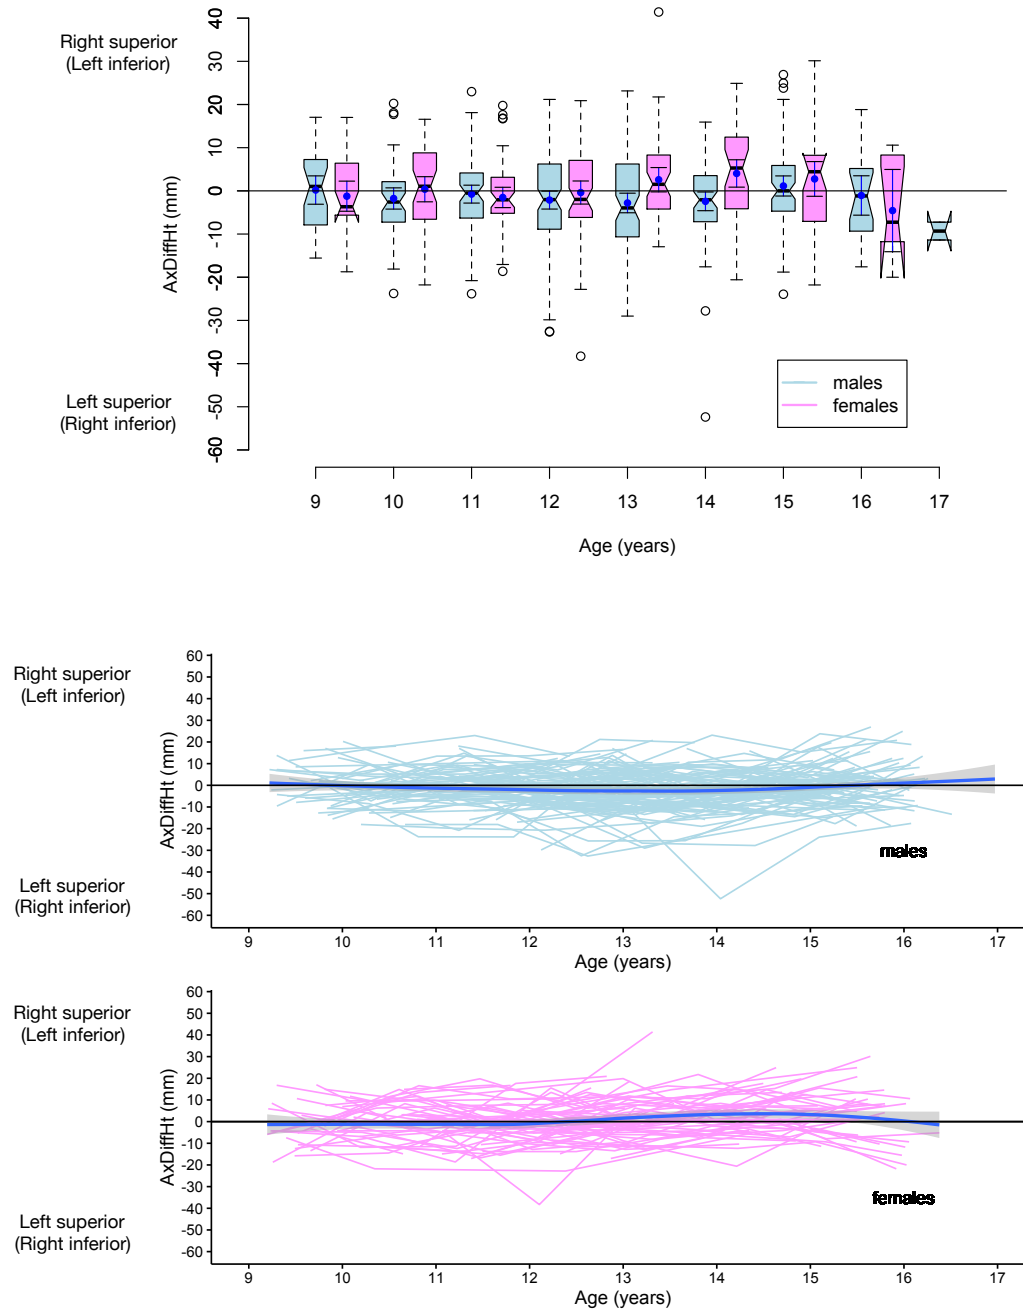 40
Right superior
(Left inferior)
30
20
10
0
-10
-20
-30
-40
-50
-60
AxDiffHt (mm)
Left superior
(Right inferior)
males
females
9 10 11 12 13 14 15 16 17
Age (years)
Right superior
(Left inferior)
60
50
40
30
20
10
0
-10
-20
-30
-40
-50
-60
AxDiffHt (mm)
males
Left superior
(Right inferior)
9 10 11 12 13 14 15 16 17
Age (years)
Right superior
(Left inferior)
60
50
40
30
20
10
0
-10
-20
-30
-40
-50
-60
AxDiffHt (mm)
females
Left superior
(Right inferior)
9 10 11 12 13 14 15 16 17
Age (years)